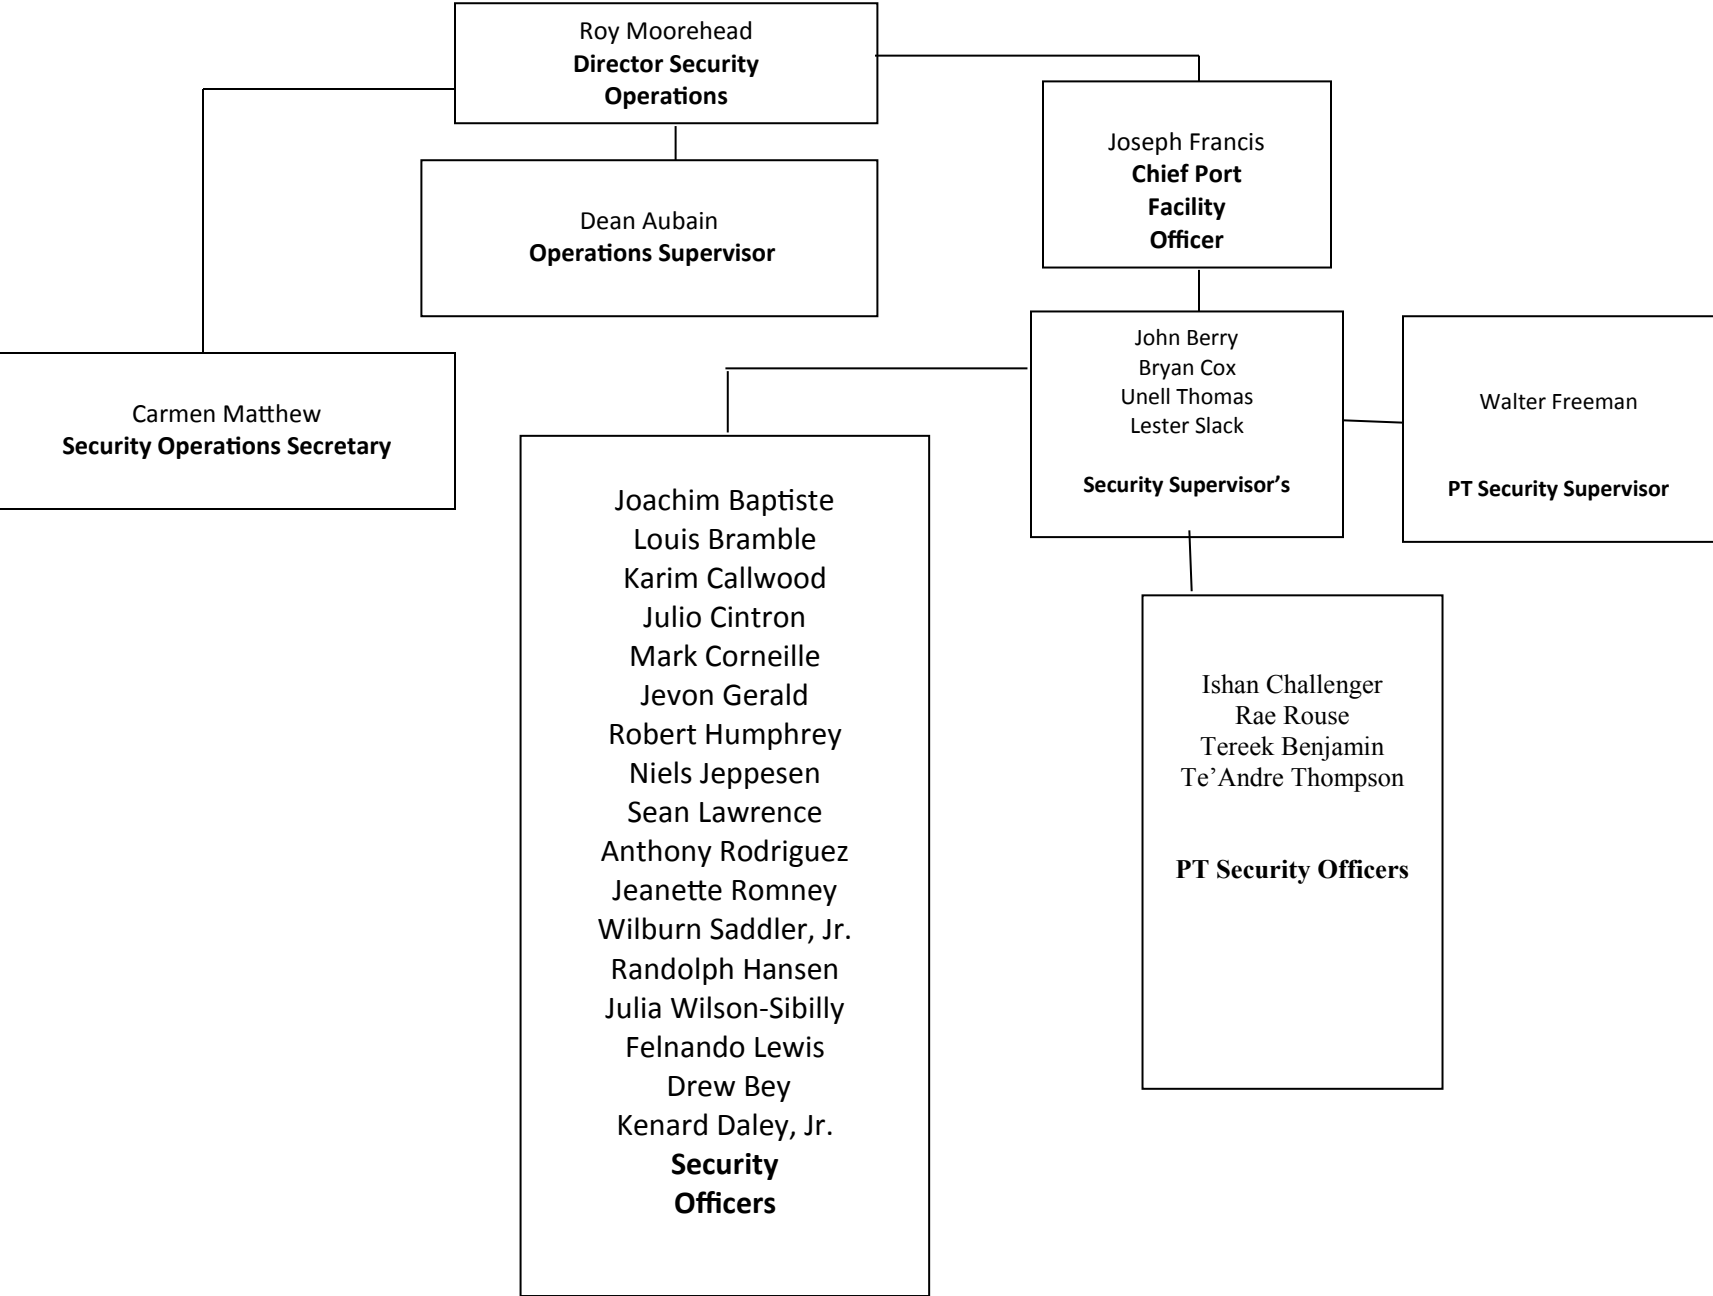 Roy Moorehead
Director Security
Operations
Joseph Francis
Chief Port
Facility
Officer
Dean Aubain
Operations Supervisor
John Berry
Bryan Cox
Unell Thomas
Lester Slack
Security Supervisor’s
Walter Freeman
PT Security Supervisor
Carmen Matthew
Security Operations Secretary
Joachim Baptiste
Louis Bramble
Karim Callwood
Julio Cintron
Mark Corneille
Jevon Gerald
Robert Humphrey
Niels Jeppesen
Sean Lawrence
Anthony Rodriguez
Jeanette Romney
Wilburn Saddler, Jr.
Randolph Hansen
Julia Wilson-Sibilly
Felnando Lewis
Drew Bey
Kenard Daley, Jr.
Security
Officers
Ishan Challenger
Rae Rouse
Tereek Benjamin
Te’Andre Thompson
PT Security Officers